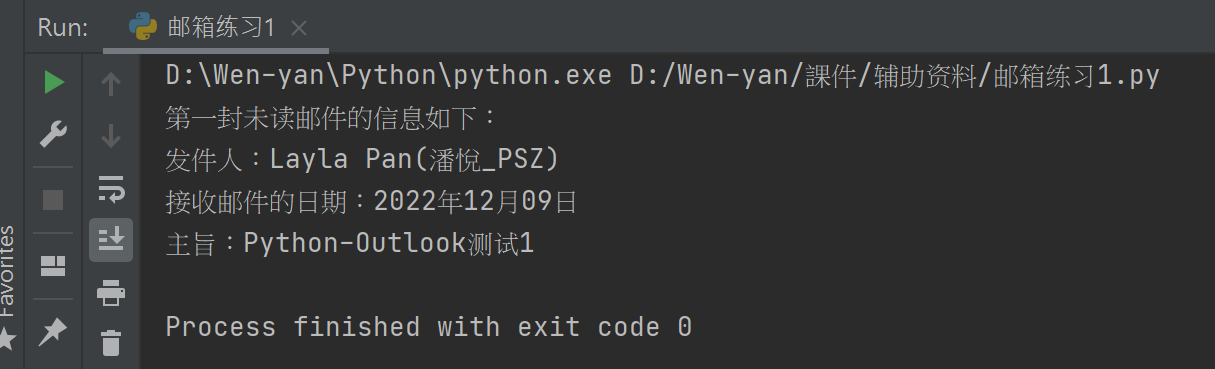 Run: 邮箱练习1
D:\Wen-yan\Python\python.exe D:/Wen-yan/課件/辅助资料/邮箱练习1.py
第一封未读邮件的信息如下：
发件人：Layla Pan(潘悅_PSZ)
接收邮件的日期：2022年12月09日
主旨：Python-Outlook测试1
Process finished with exit code 0
Favorites